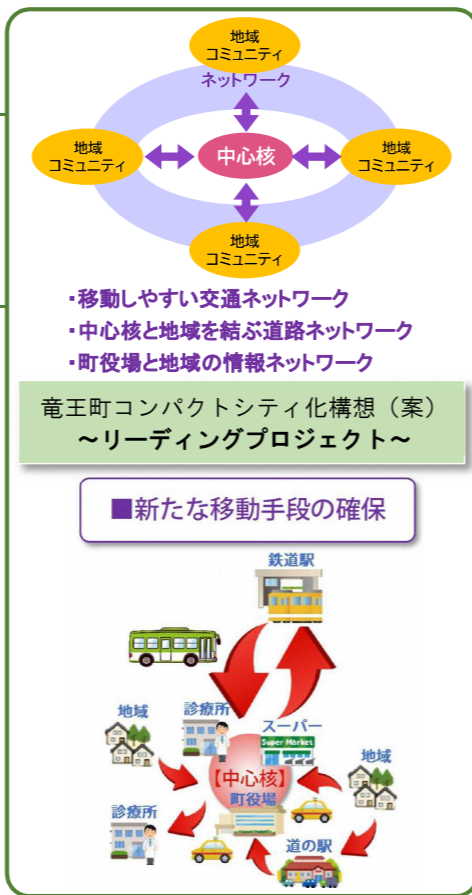 地域
コミュニティ
ネットワーク
地域
コミュニティ
中心核
地域
コミュニティ
地域
コミュニティ
・移動しやすい交通ネットワーク
・中心核と地域を結ぶ道路ネットワーク
・町役場と地域の情報ネットワーク
竜王町コンパクトシティ化構想（案）
～リーディングプロジェクト～
■新たな移動手段の確保
鉄道駅
地域
診療所
スーパー
Super Market
地域
【中心核】
町役場
診療所
道の駅